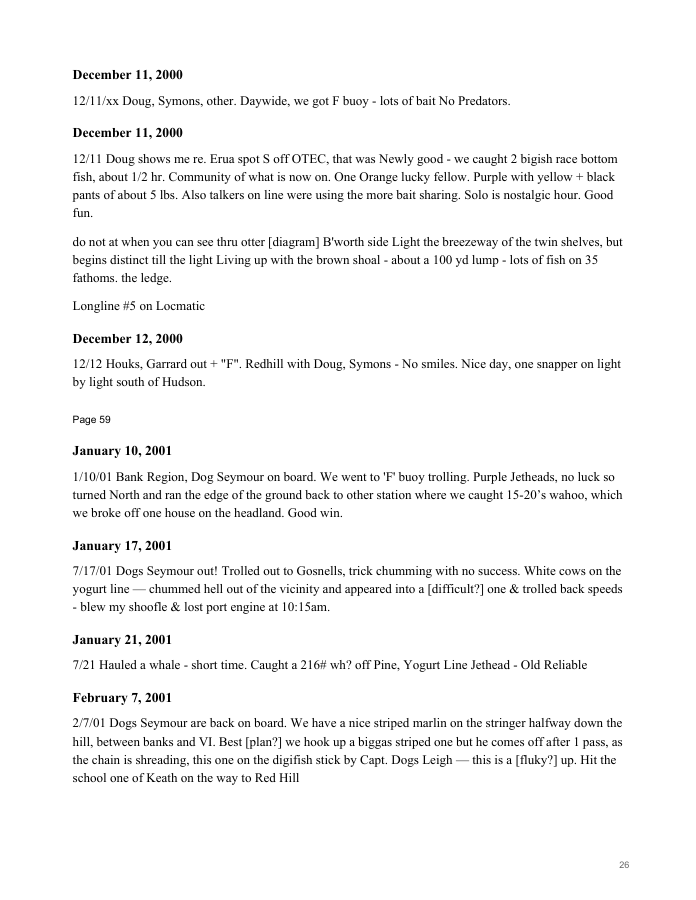 December 11, 2000
12/11/xx Doug, Symons, other. Daywide, we got F buoy - lots of bait No Predators.
December 11, 2000
12/11 Doug shows me re. Erua spot S off OTEC, that was Newly good - we caught 2 bigish race bottom
fish, about 1/2 hr. Community of what is now on. One Orange lucky fellow. Purple with yellow + black
pants of about 5 lbs. Also talkers on line were using the more bait sharing. Solo is nostalgic hour. Good
fun.
do not at when you can see thru otter [diagram] B'worth side Light the breezeway of the twin shelves, but
begins distinct till the light Living up with the brown shoal - about a 100 yd lump - lots of fish on 35
fathoms. the ledge.
Longline #5 on Locmatic
December 12, 2000
12/12 Houks, Garrard out + "F". Redhill with Doug, Symons - No smiles. Nice day, one snapper on light
by light south of Hudson.
Page 59
January 10, 2001
1/10/01 Bank Region, Dog Seymour on board. We went to 'F' buoy trolling. Purple Jetheads, no luck so
turned North and ran the edge of the ground back to other station where we caught 15-20’s wahoo, which
we broke off one house on the headland. Good win.
January 17, 2001
7/17/01 Dogs Seymour out! Trolled out to Gosnells, trick chumming with no success. White cows on the
yogurt line — chummed hell out of the vicinity and appeared into a [difficult?] one & trolled back speeds
- blew my shoofle & lost port engine at 10:15am.
January 21, 2001
7/21 Hauled a whale - short time. Caught a 216# wh? off Pine, Yogurt Line Jethead - Old Reliable
February 7, 2001
2/7/01 Dogs Seymour are back on board. We have a nice striped marlin on the stringer halfway down the
hill, between banks and VI. Best [plan?] we hook up a biggas striped one but he comes off after 1 pass, as
the chain is shreading, this one on the digifish stick by Capt. Dogs Leigh — this is a [fluky?] up. Hit the
school one of Keath on the way to Red Hill
26